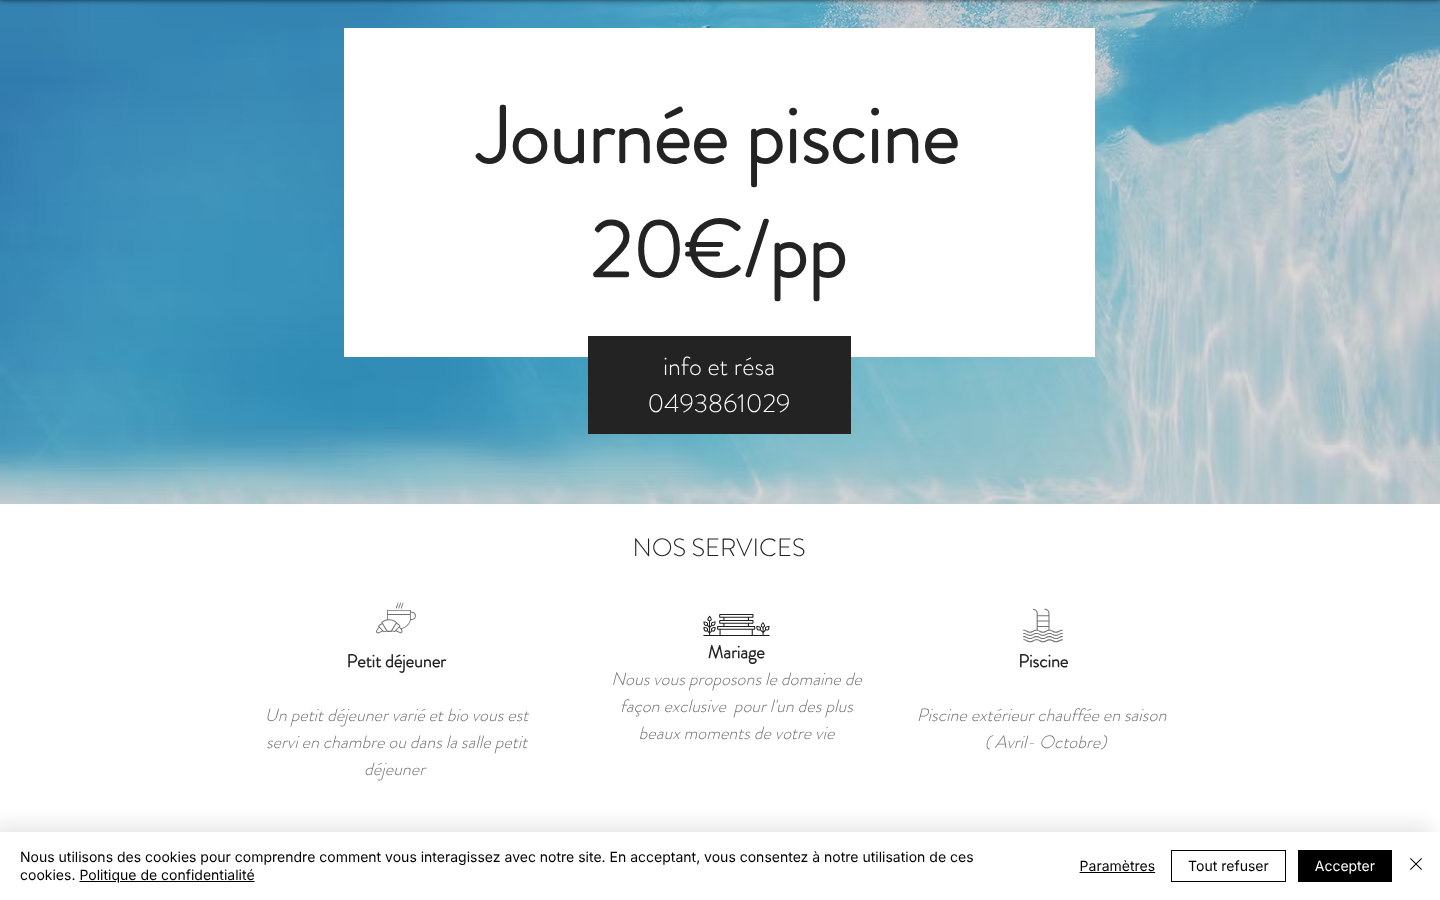 Journée piscine
20€/pp
info et résa
0493861029
NOS SERVICES
Petit déjeuner
Un petit déjeuner varié et bio vous est
servi en chambre ou dans la salle petit
déjeuner
Mariage
Nous vous proposons le domaine de
façon exclusive  pour l'un des plus
beaux moments de votre vie
Piscine
Piscine extérieur chauffée en saison
( Avril- Octobre)
Nous utilisons des cookies pour comprendre comment vous interagissez avec notre site. En acceptant, vous consentez à notre utilisation de ces
cookies. Politique de confidentialité
Paramètres
Tout refuser
Accepter